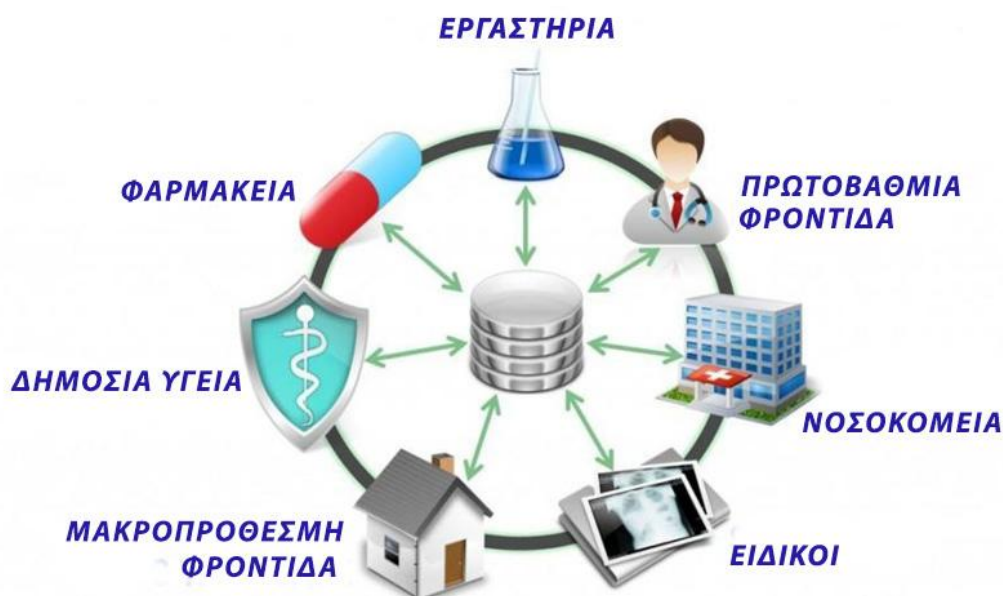 ΕΡΓΑΣΤΗΡΙΑ
ΦΑΡΜΑΚΕΙΑ
ΠΡΩΤΟΒΑΘΜΙΑ
ΦΡΟΝΤΙΔΑ
ΔΗΜΟΣΙΑ ΥΓΕΙΑ
ΝΟΣΟΚΟΜΕΙΑ
ΜΑΚΡΟΠΡΟΘΕΣΜΗ
ΦΡΟΝΤΙΔΑ
ΕΙΔΙΚΟΙ